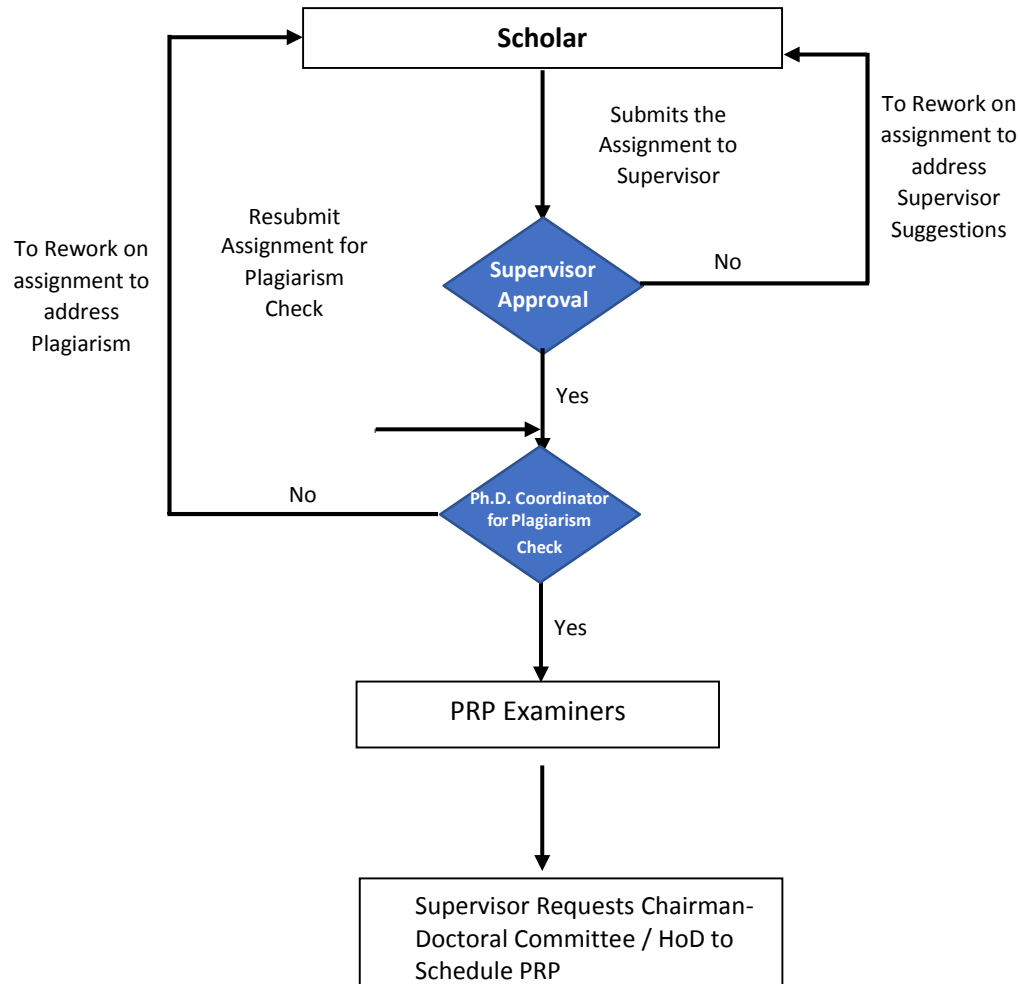 Scholar
Submits the
Assignment to
Supervisor
To Rework on
assignment to
address
Supervisor
Suggestions
Resubmit
Assignment for
Plagiarism
Check
To Rework on
assignment to
address
Plagiarism
Supervisor
Approval
No
Yes
No
Ph.D. Coordinator
for Plagiarism
Check
Yes
PRP Examiners
Supervisor Requests Chairman-
Doctoral Committee / HoD to
Schedule PRP